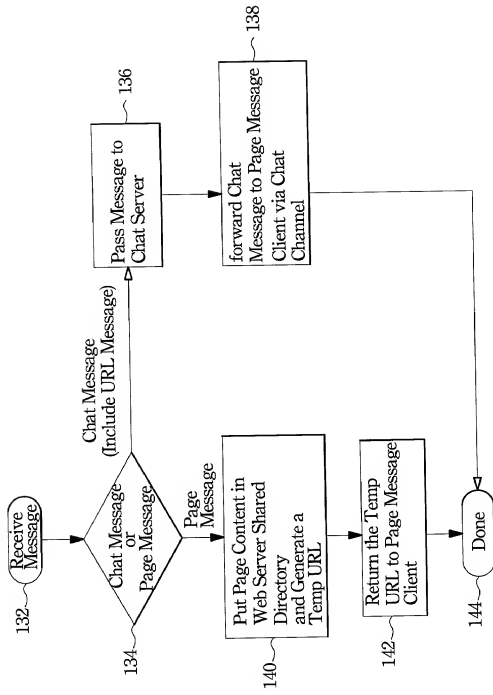 Receive
Message
132
Chat Message
or
Page Message
134
Chat Message
(Include URL Message)
Pass Message to
Chat Server
136
forward Chat
Message to Page Message
Client via Chat
Channel
138
Page
Message
Put Page Content in
Web Server Shared
Directory
and Generate a
Temp URL
140
Return the Temp
URL to Page Message
Client
142
Done
144